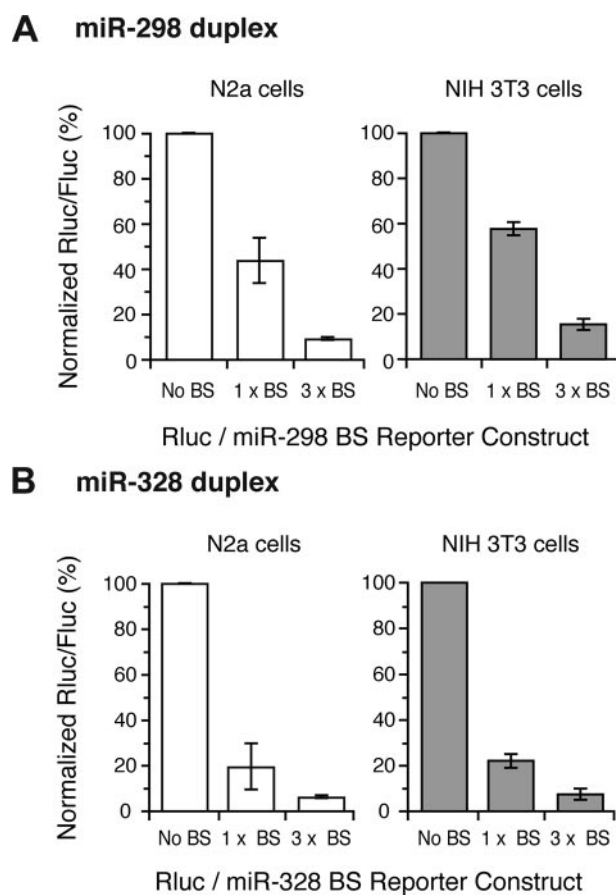 A miR-298 duplex
N2a cells NIH 3T3 cells
Normalized Rluc/Fluc (%)
100 100
80 80
60 60
40 40
20 20
0 0
No BS 1 x BS 3 x BS No BS 1 x BS 3 x BS
Rluc / miR-298 BS Reporter Construct
B miR-328 duplex
N2a cells NIH 3T3 cells
Normalized Rluc/Fluc (%)
100 100
80 80
60 60
40 40
20 20
0 0
No BS 1 x BS 3 x BS No BS 1 x BS 3 x BS
Rluc / miR-328 BS Reporter Construct